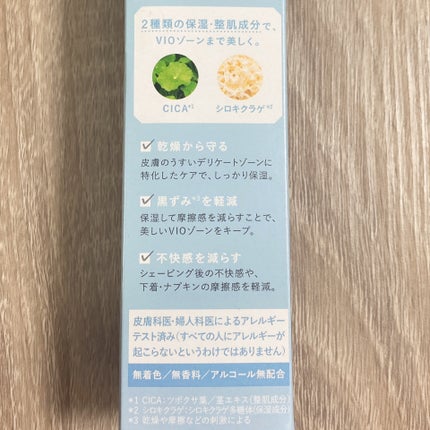 2種類の保湿・整肌成分で、
VIOゾーンまで美しく。
CICA*1 シロキクラゲ*2
乾燥から守る
皮膚のうすいデリケートゾーンに
特化したケアで、しっかり保湿。
黒ずみ*3を軽減
保湿して摩擦感を減らすことで、
美しいVIOゾーンをキープ。
不快感を減らす
シェービング後の不快感や、
下着・ナプキンの摩擦感を軽減。
皮膚科医・婦人科医によるアレルギー
テスト済み(すべての人にアレルギーが
起こらないというわけではありません)
無着色/無香料/アルコール無配合
*1 CICA:ツボクサ葉/茎エキス(整肌成分)
*2 シロキクラゲ:シロキクラゲ多糖体(保湿成分)
*3 乾燥や摩擦などの刺激による